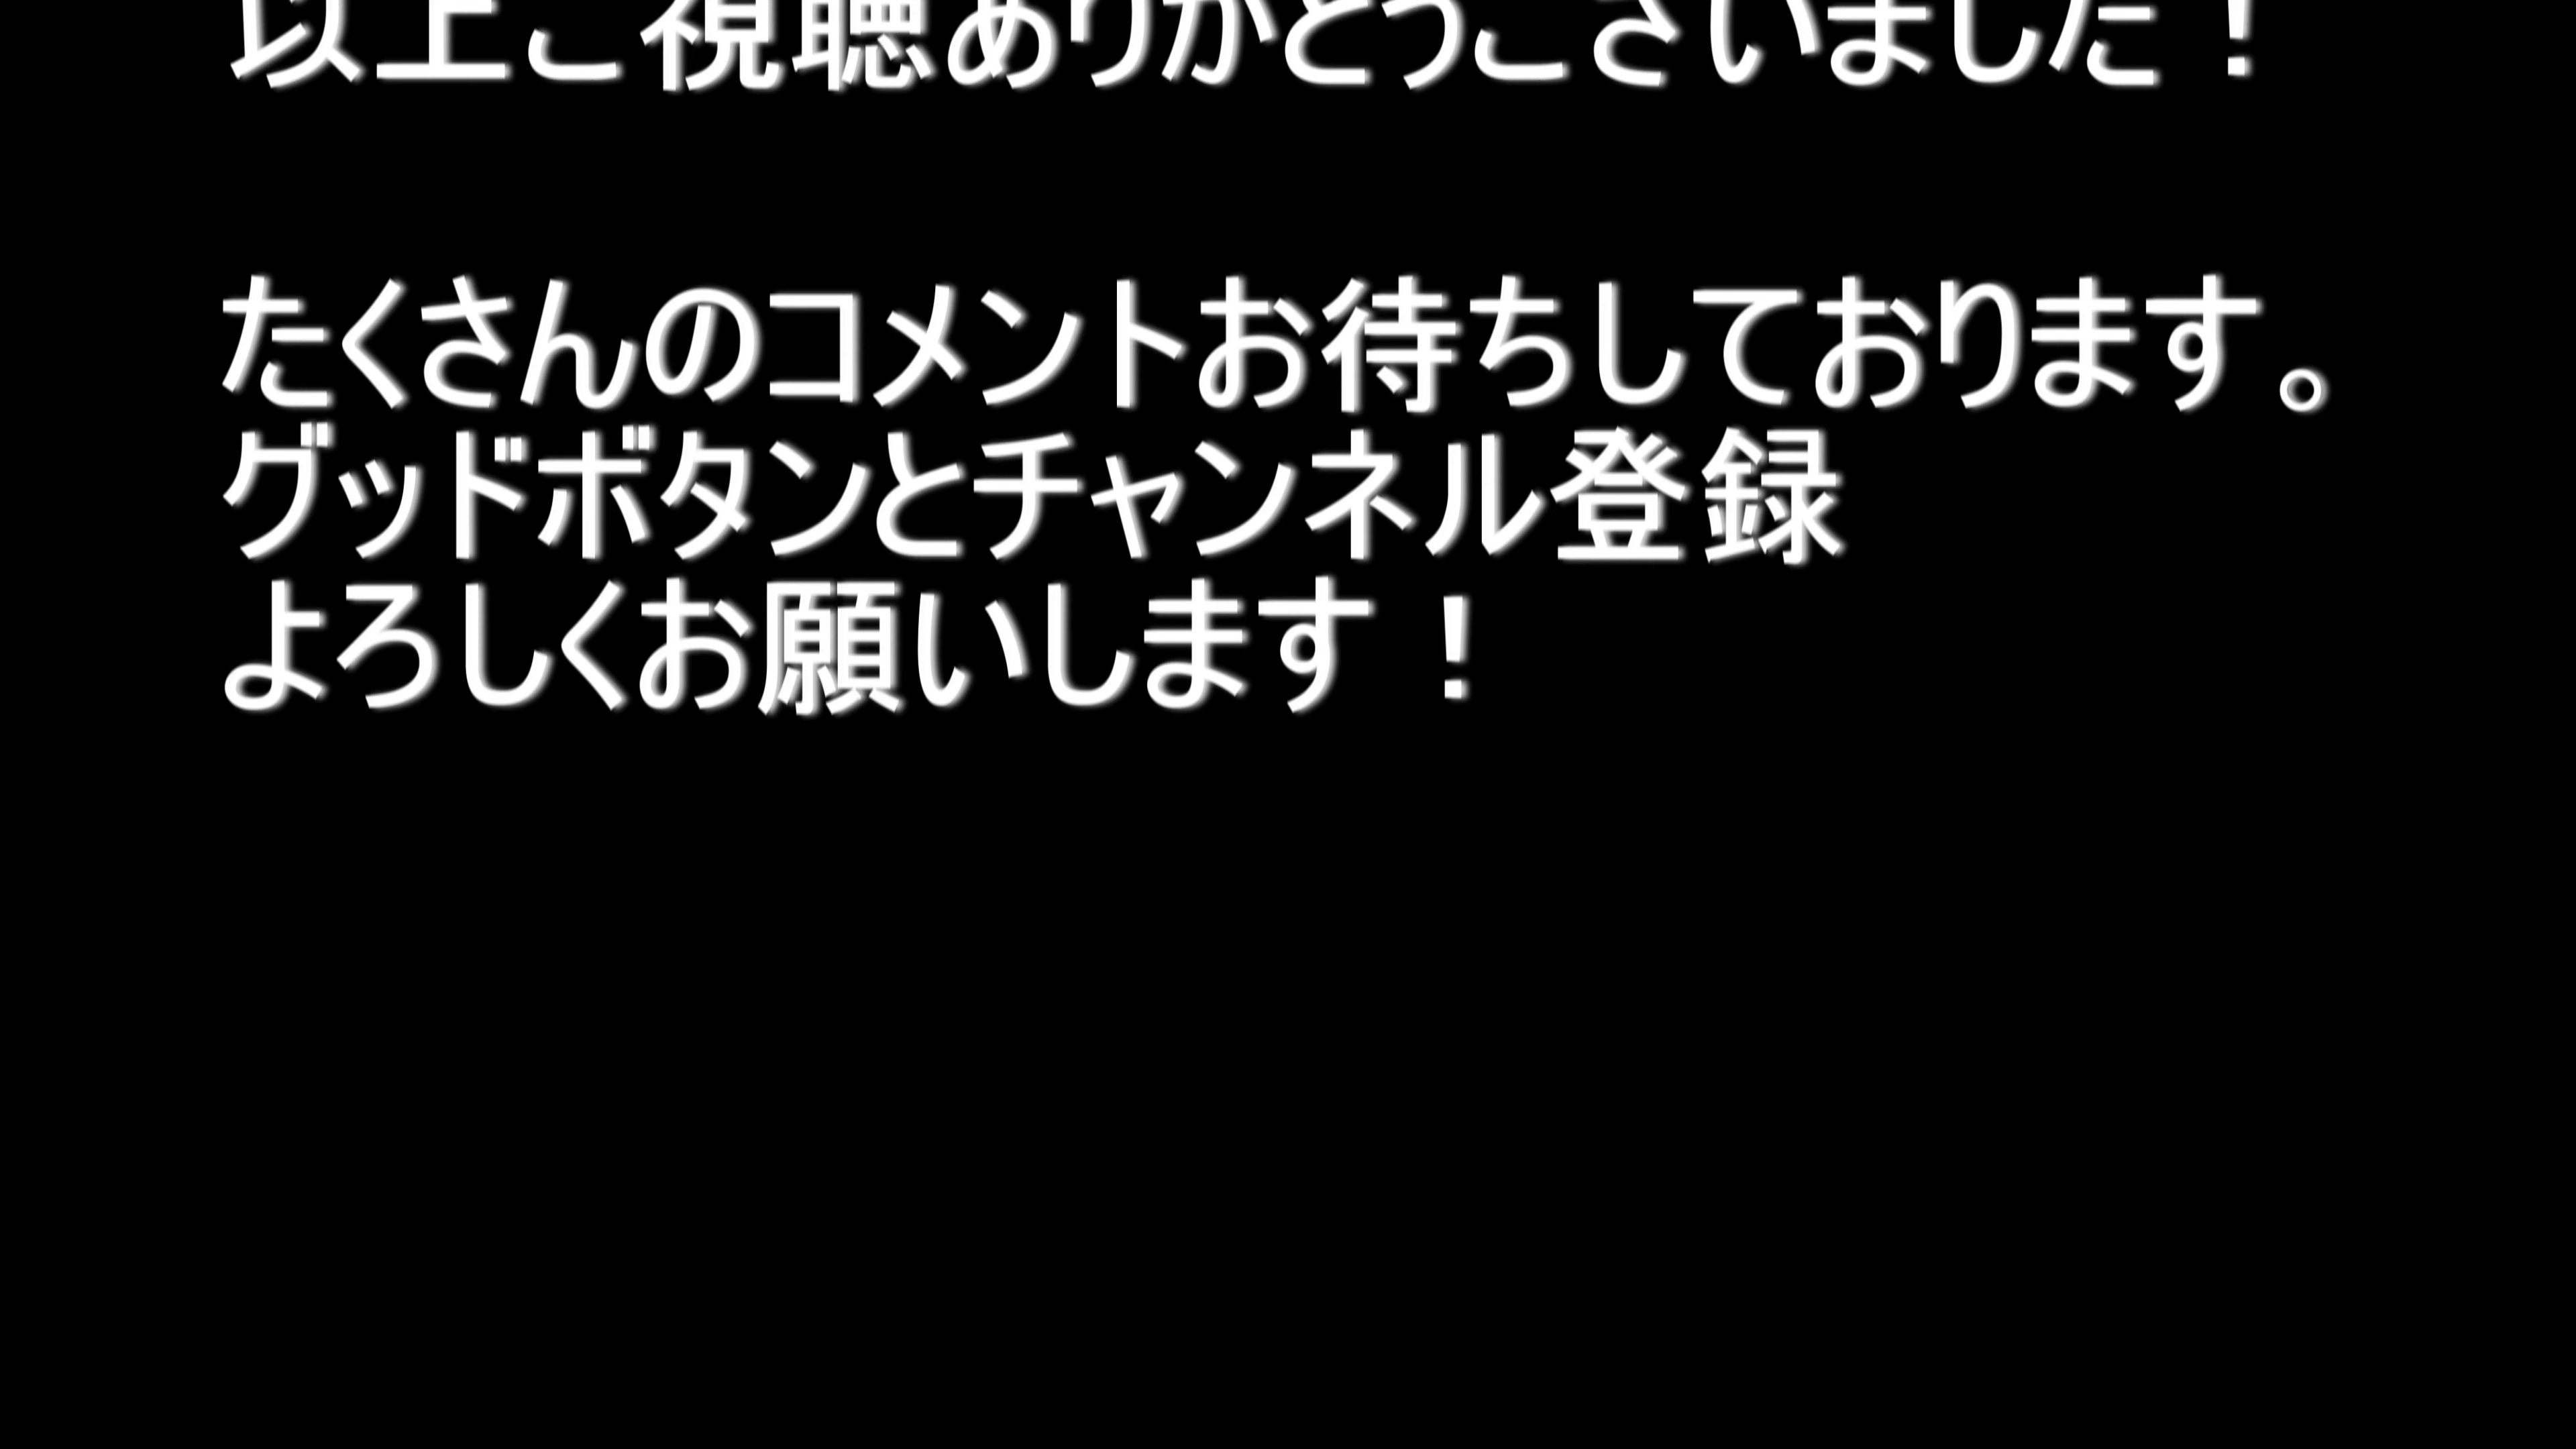 以上ご視聴ありがとうございました！
たくさんのコメントお待ちしております。
グッドボタンとチャンネル登録
よろしくお願いします！